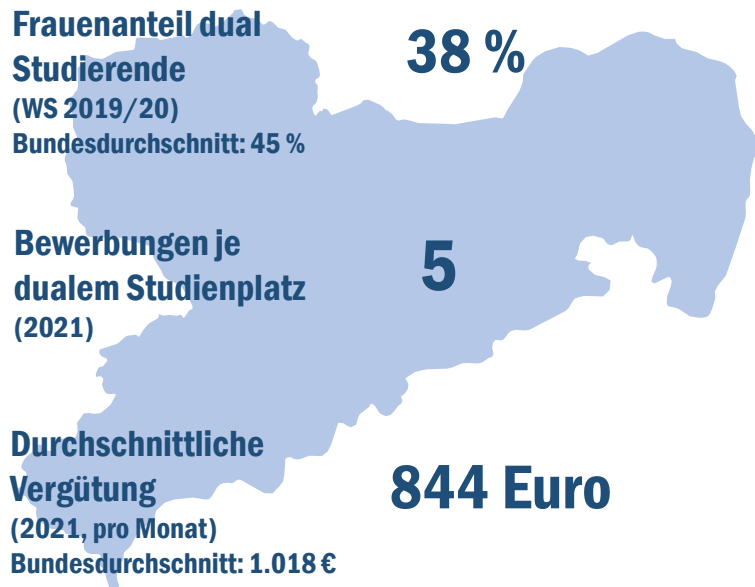 Frauenanteil dual
Studierende
(WS 2019/20)
Bundesdurchschnitt: 45 %
38 %
Bewerbungen je
dualem Studienplatz
(2021)
5
Durchschnittliche
Vergütung
(2021, pro Monat)
Bundesdurchschnitt: 1.018 €
844 Euro